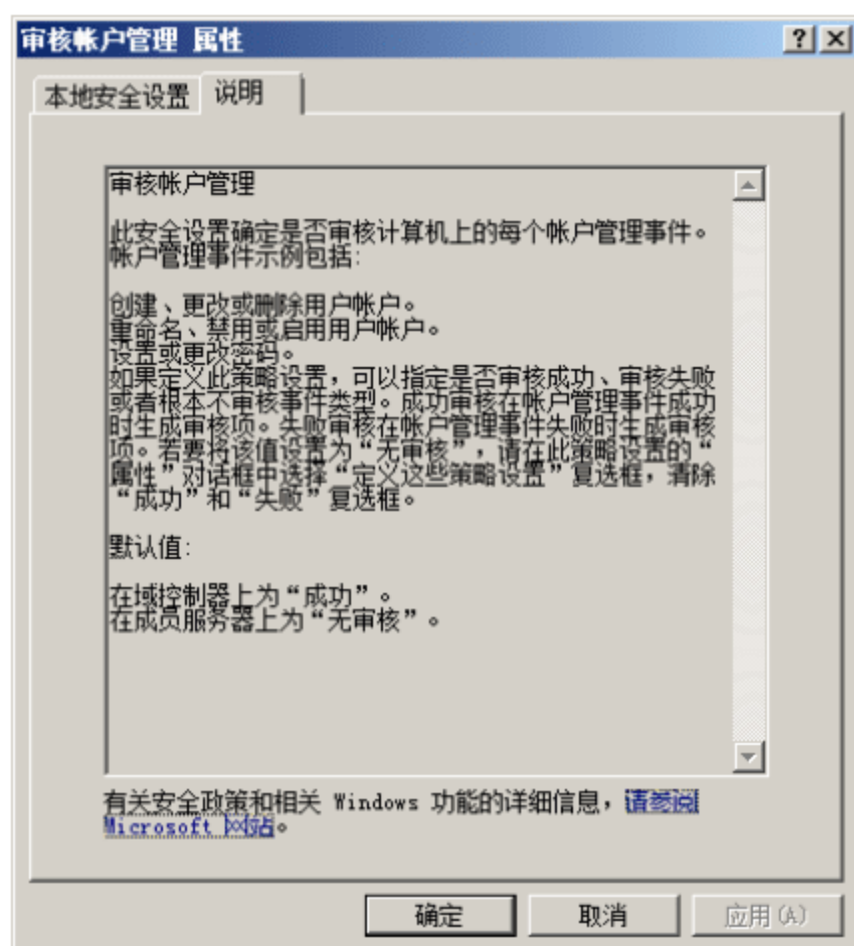 审核帐户管理 属性
本地安全设置 说明
审核帐户管理
此安全设置确定是否审核计算机上的每个帐户管理事件。
帐户管理事件示例包括:
创建、更改或删除用户帐户。
重命名、禁用或启用用户帐户。
设置或更改密码。
如果定义此策略设置，可以指定是否审核成功、审核失败
或者根本不审核事件类型。成功审核在帐户管理事件成功
时生成审核项。失败审核在帐户管理事件失败时生成审核
项。若要将该值设置为“无审核”，请在此策略设置的“
属性”对话框中选择“定义这些策略设置”复选框，清除
“成功”和“失败”复选框。
默认值:
在域控制器上为“成功”。
在成员服务器上为“无审核”。
有关安全政策和相关 Windows 功能的详细信息，请参阅
Microsoft 网站。
确定 取消 应用(A)